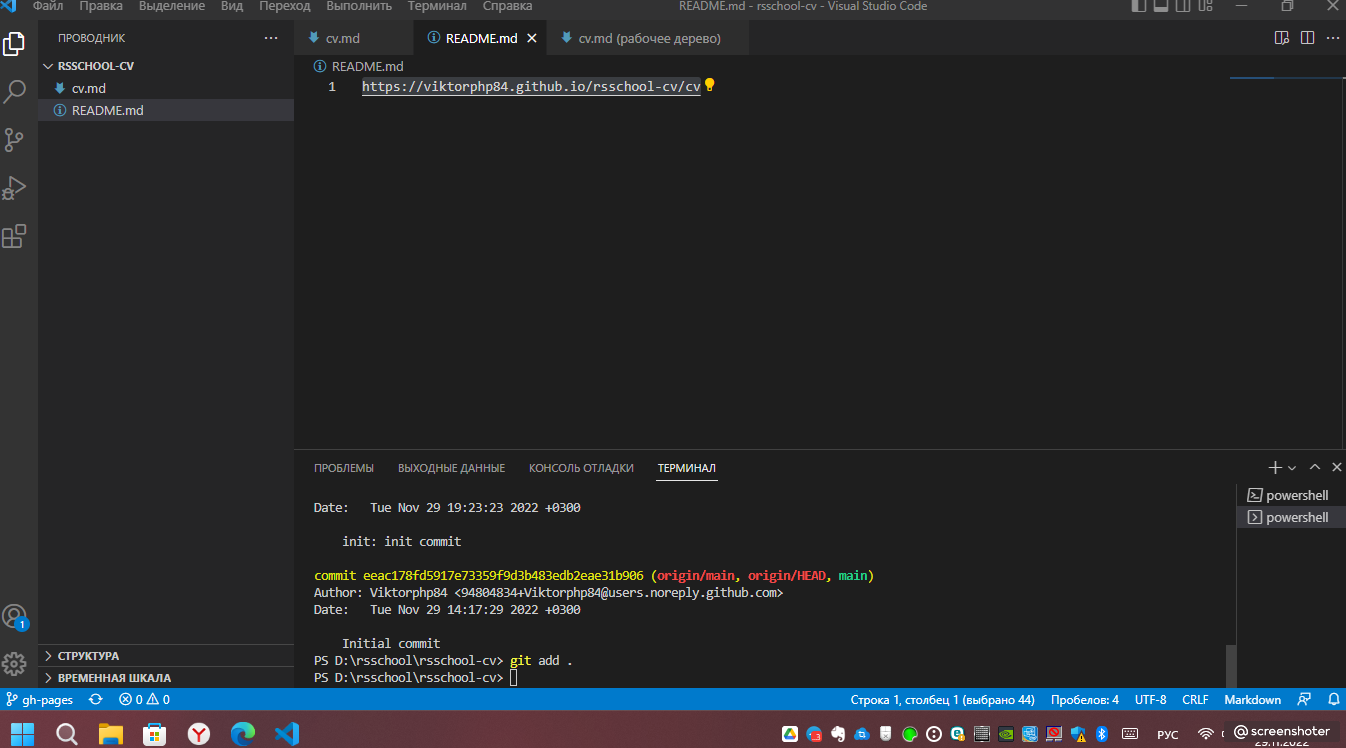 Файл Правка Выделение Вид Переход Выполнить Терминал Справка README.md - rsschool-cv - Visual Studio Code
ПРОВОДНИК
RSSCHOOL-CV
cv.md
README.md
СТРУКТУРА
ВРЕМЕННАЯ ШКАЛА
cv.md README.md cv.md (рабочее дерево)
README.md
1 https://viktorphp84.github.io/rsschool-cv/cv
ПРОБЛЕМЫ ВЫХОДНЫЕ ДАННЫЕ КОНСОЛЬ ОТЛАДКИ ТЕРМИНАЛ
Date:   Tue Nov 29 19:23:23 2022 +0300
init: init commit
commit eeac178fd5917e73359f9d3b483edb2eae31b906 (origin/main, origin/HEAD, main)
Author: Viktorphp84 <94804834+Viktorphp84@users.noreply.github.com>
Date:   Tue Nov 29 14:17:29 2022 +0300
Initial commit
PS D:\rsschool\rsschool-cv> git add .
PS D:\rsschool\rsschool-cv>
powershell
powershell
1
gh-pages 0 0 Строка 1, столбец 1 (выбрано 44) Пробелов: 4 UTF-8 CRLF Markdown
РУС
@screenshoter